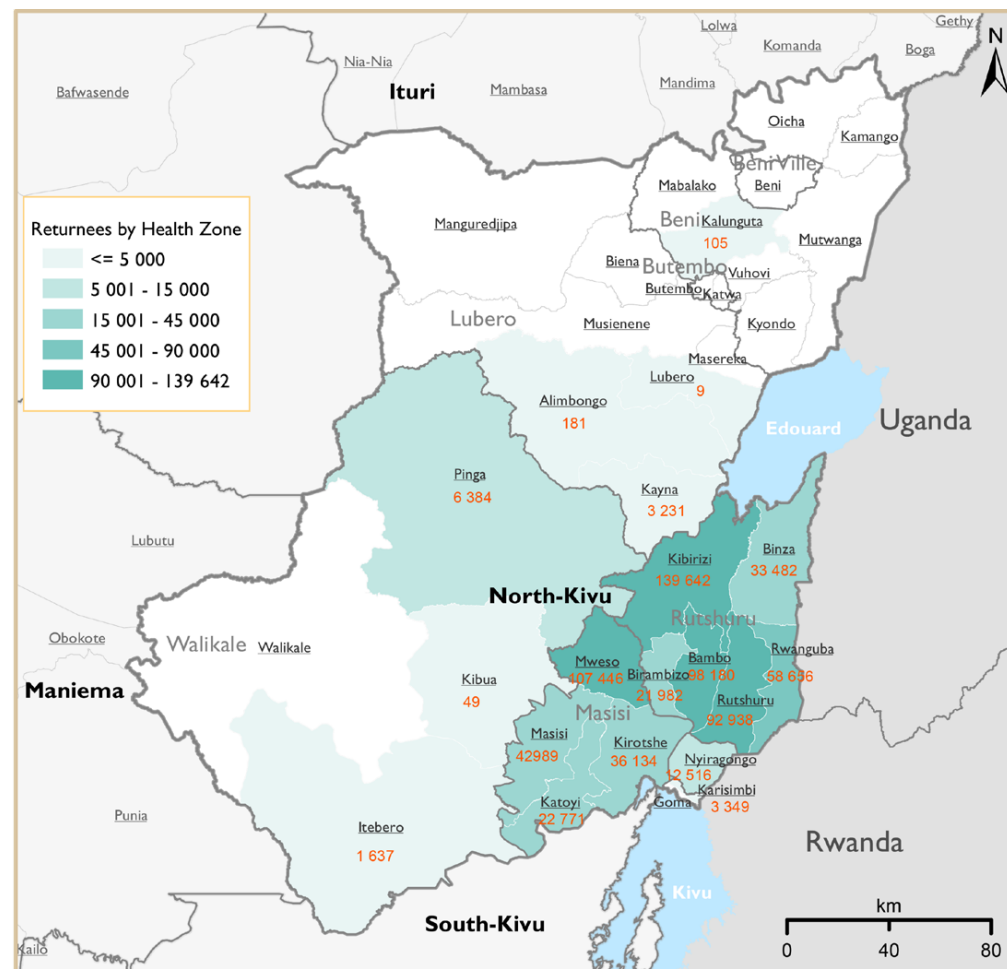 Gethy
Lolwa
N
Komanda
Boga
Nia-Nia
Mandima
Bafwasende
Ituri
Mambasa
Oicha
Kamango
Beni Ville
Mabalako
Beni
Returnees by Health Zone
<= 5 000
5 001 - 15 000
15 001 - 45 000
45 001 - 90 000
90 001 - 139 642
Manguredjipa
Beni
Kalunguta
105
Mutwanga
Biena
Butembo
Vuhovi
Butembo
Katwa
Lubero
Musienene
Kyondo
Masereka
Lubero
9
Alimbongo
181
Edouard
Uganda
Pinga
6 384
Kayna
3 231
Lubutu
Kibirizi
139 642
Binza
33 482
North-Kivu
Rutshuru
Obokote
Walikale
Walikale
Maniema
Kibua
49
Mweso
107 446
Birambizo
21 982
Bambo
98 180
Rwanguba
Rutshuru
92 938
Masisi
Masisi
42989
Kirotshe
36 134
Nyiragongo
12 516
Karisimbi
3 349
Goma
Katoyi
22 771
Punia
Itebero
1 637
Rwanda
Kivu
South-Kivu
km
0 40 80
Kailo